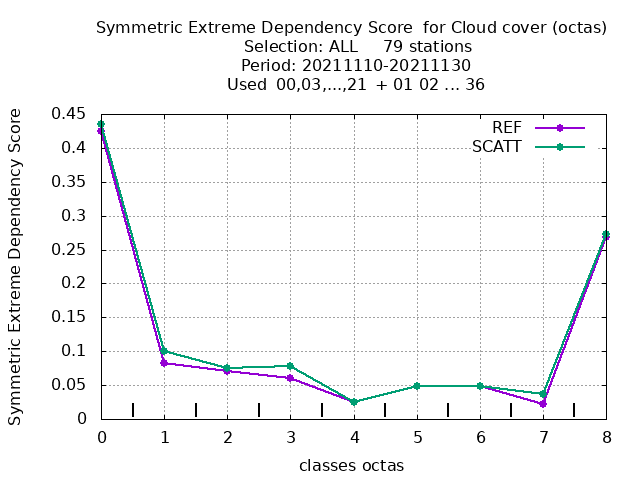 Symmetric Extreme Dependency Score for Cloud cover (octas)
Selection: ALL 79 stations
Period: 20211110-20211130
Used 00,03,...,21 + 01 02 ... 36
Symmetric Extreme Dependency Score
0.45
0.4
0.35
0.3
0.25
0.2
0.15
0.1
0.05
0
REF
SCATT
0 1 2 3 4 5 6 7 8
classes octas